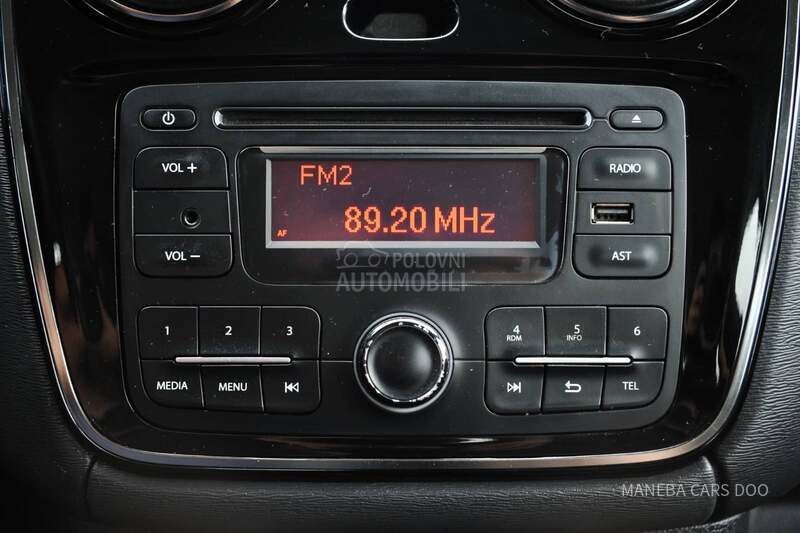 VOL +
RADIO
FM2
89.20 MHz
AF
VOL –
AST
POLOVNI
AUTOMOBILI
1
2
3
4
RDM
5
INFO
6
MEDIA
MENU
TEL
MANEBA CARS DOO